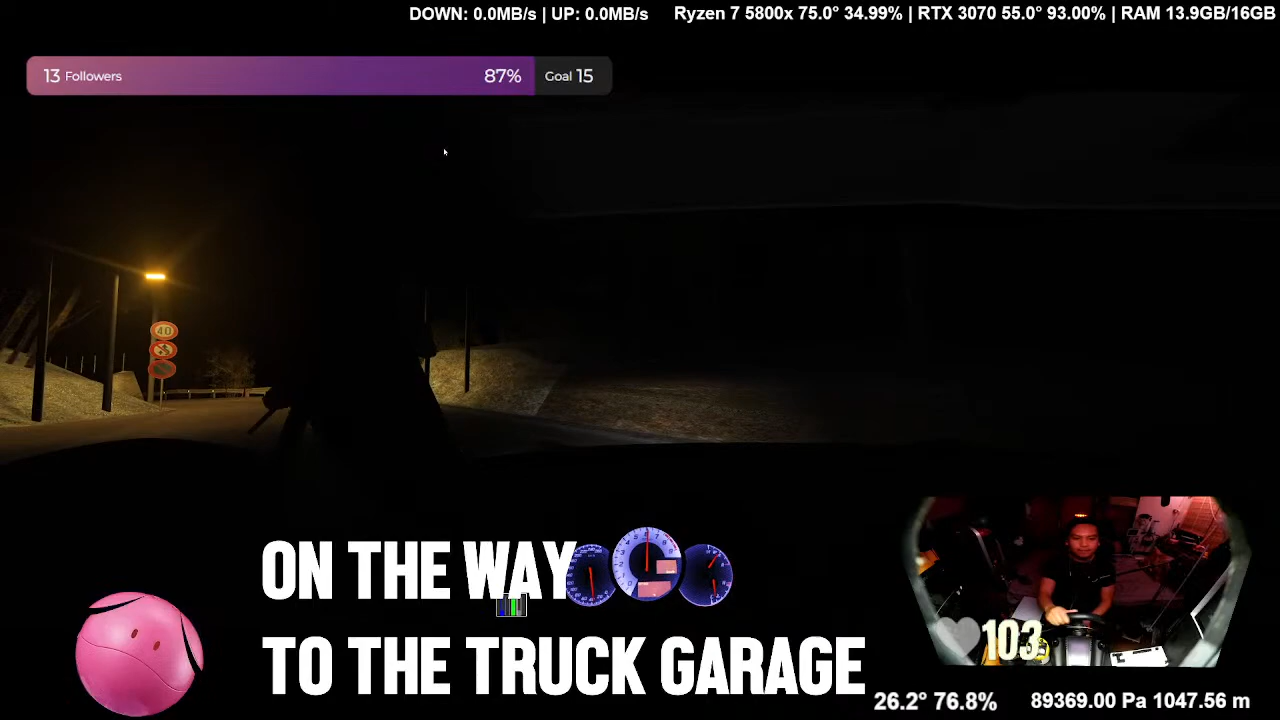 DOWN: 0.0MB/s | UP: 0.0MB/s
Ryzen 7 5800x 75.0° 34.99% | RTX 3070 55.0° 93.00% | RAM 13.9GB/16GB
13 Followers 87% Goal 15
40
ON THE WAY
TO THE TRUCK GARAGE
103
26.2° 76.8%
89369.00 Pa 1047.56 m